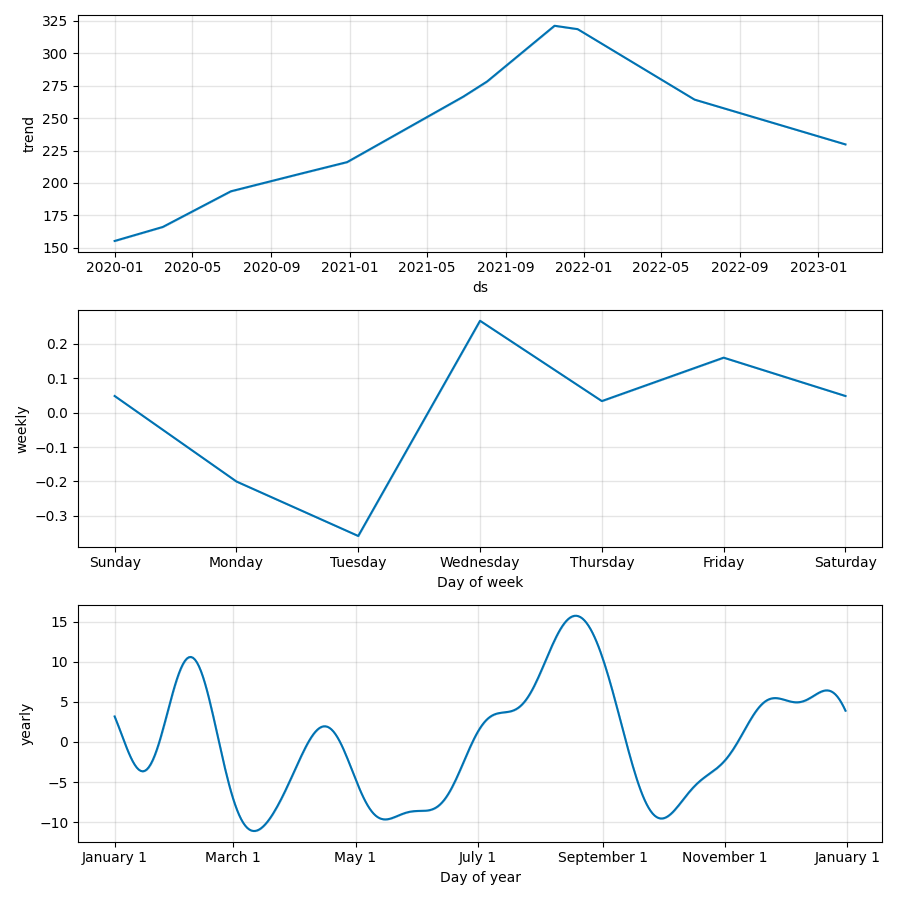 325
300
275
250
225
200
175
150
trend
2020-01 2020-05 2020-09 2021-01 2021-05 2021-09 2022-01 2022-05 2022-09 2023-01
ds
0.2
0.1
0.0
−0.1
−0.2
−0.3
weekly
Sunday Monday Tuesday Wednesday Thursday Friday Saturday
Day of week
15
10
5
0
−5
−10
yearly
January 1 March 1 May 1 July 1 September 1 November 1 January 1
Day of year